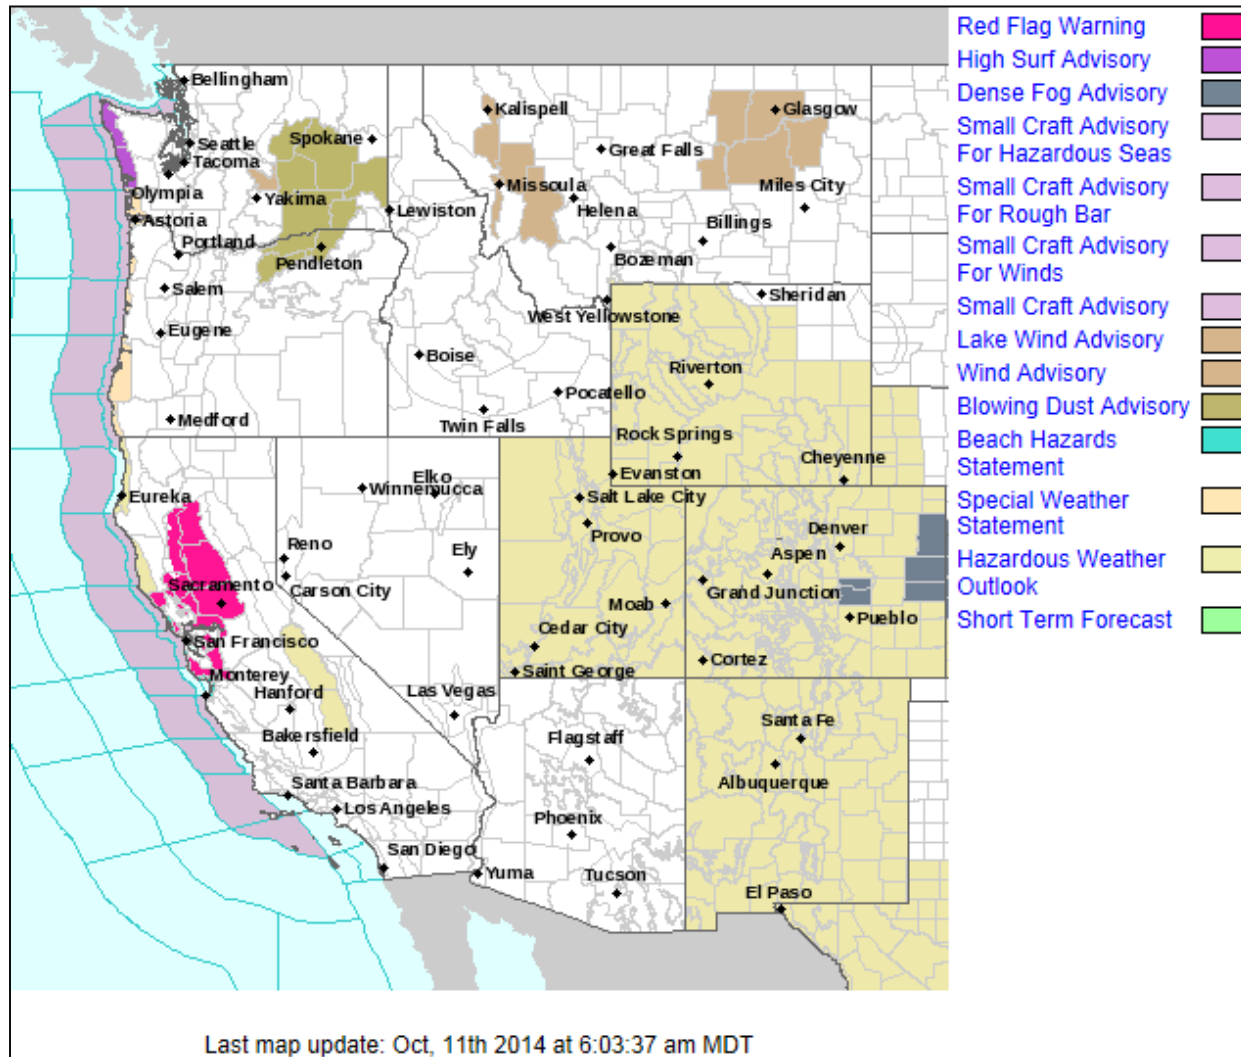 Bellingham
Seattle
Tacoma
Olympia
Spokane
Yakima
Astoria
Portland
Pendleton
Lewiston
Salem
Eugene
Medford
Kalispell
Great Falls
Glasgow
Missoula
Helena
Miles City
Billings
Bozeman
West Yellowstone
Sheridan
Boise
Pocatello
Twin Falls
Riverton
Rock Springs
Evanston
Cheyenne
Eureka
Winnemucca
Elko
Salt Lake City
Provo
Reno
Ely
Carson City
Sacramento
San Francisco
Monterey
Hanford
Bakersfield
Las Vegas
Denver
Aspen
Grand Junction
Moab
Pueblo
Cedar City
Saint George
Cortez
Santa Barbara
Los Angeles
San Diego
Flagstaff
Phoenix
Yuma
Tucson
Santa Fe
Albuquerque
El Paso
Red Flag Warning
High Surf Advisory
Dense Fog Advisory
Small Craft Advisory
For Hazardous Seas
Small Craft Advisory
For Rough Bar
Small Craft Advisory
For Winds
Small Craft Advisory
Lake Wind Advisory
Wind Advisory
Blowing Dust Advisory
Beach Hazards
Statement
Special Weather
Statement
Hazardous Weather
Outlook
Short Term Forecast
Last map update: Oct, 11th 2014 at 6:03:37 am MDT